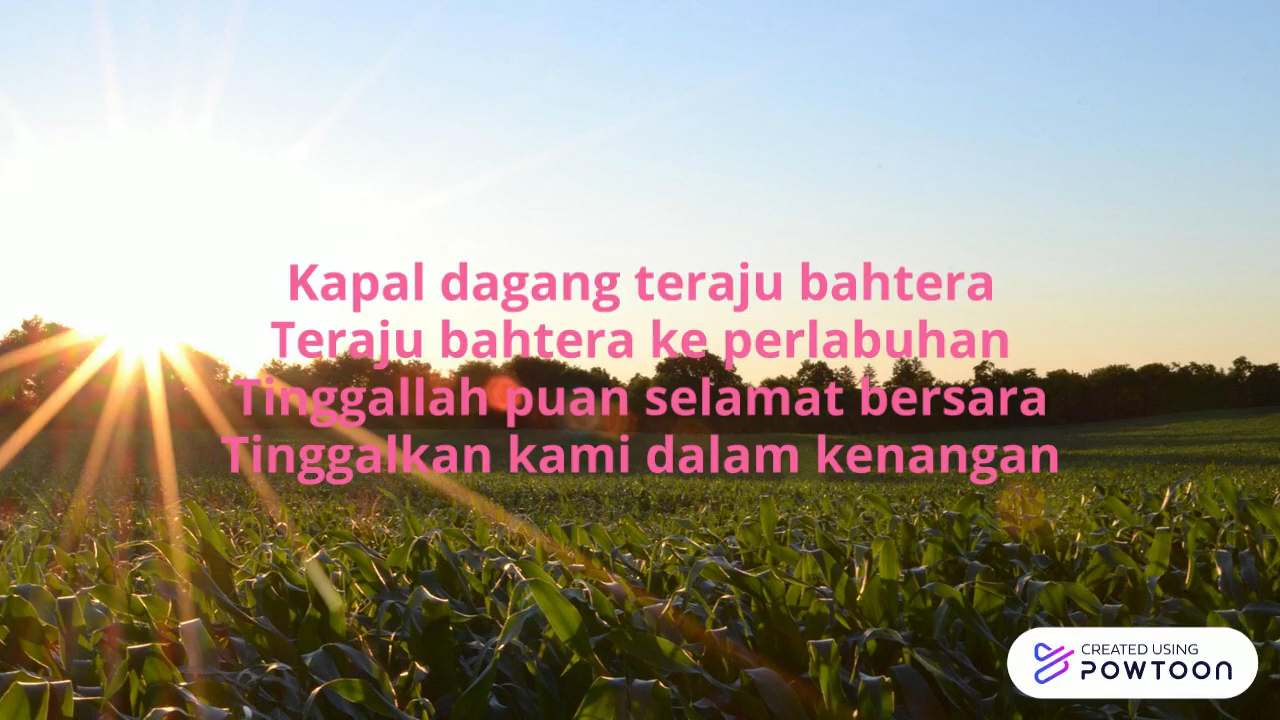 Kapal dagang teraju bahtera
Teraju bahtera ke perlabuhan
Tinggallah puan selamat bersara
Tinggalkan kami dalam kenangan
CREATED USING
POWTOON